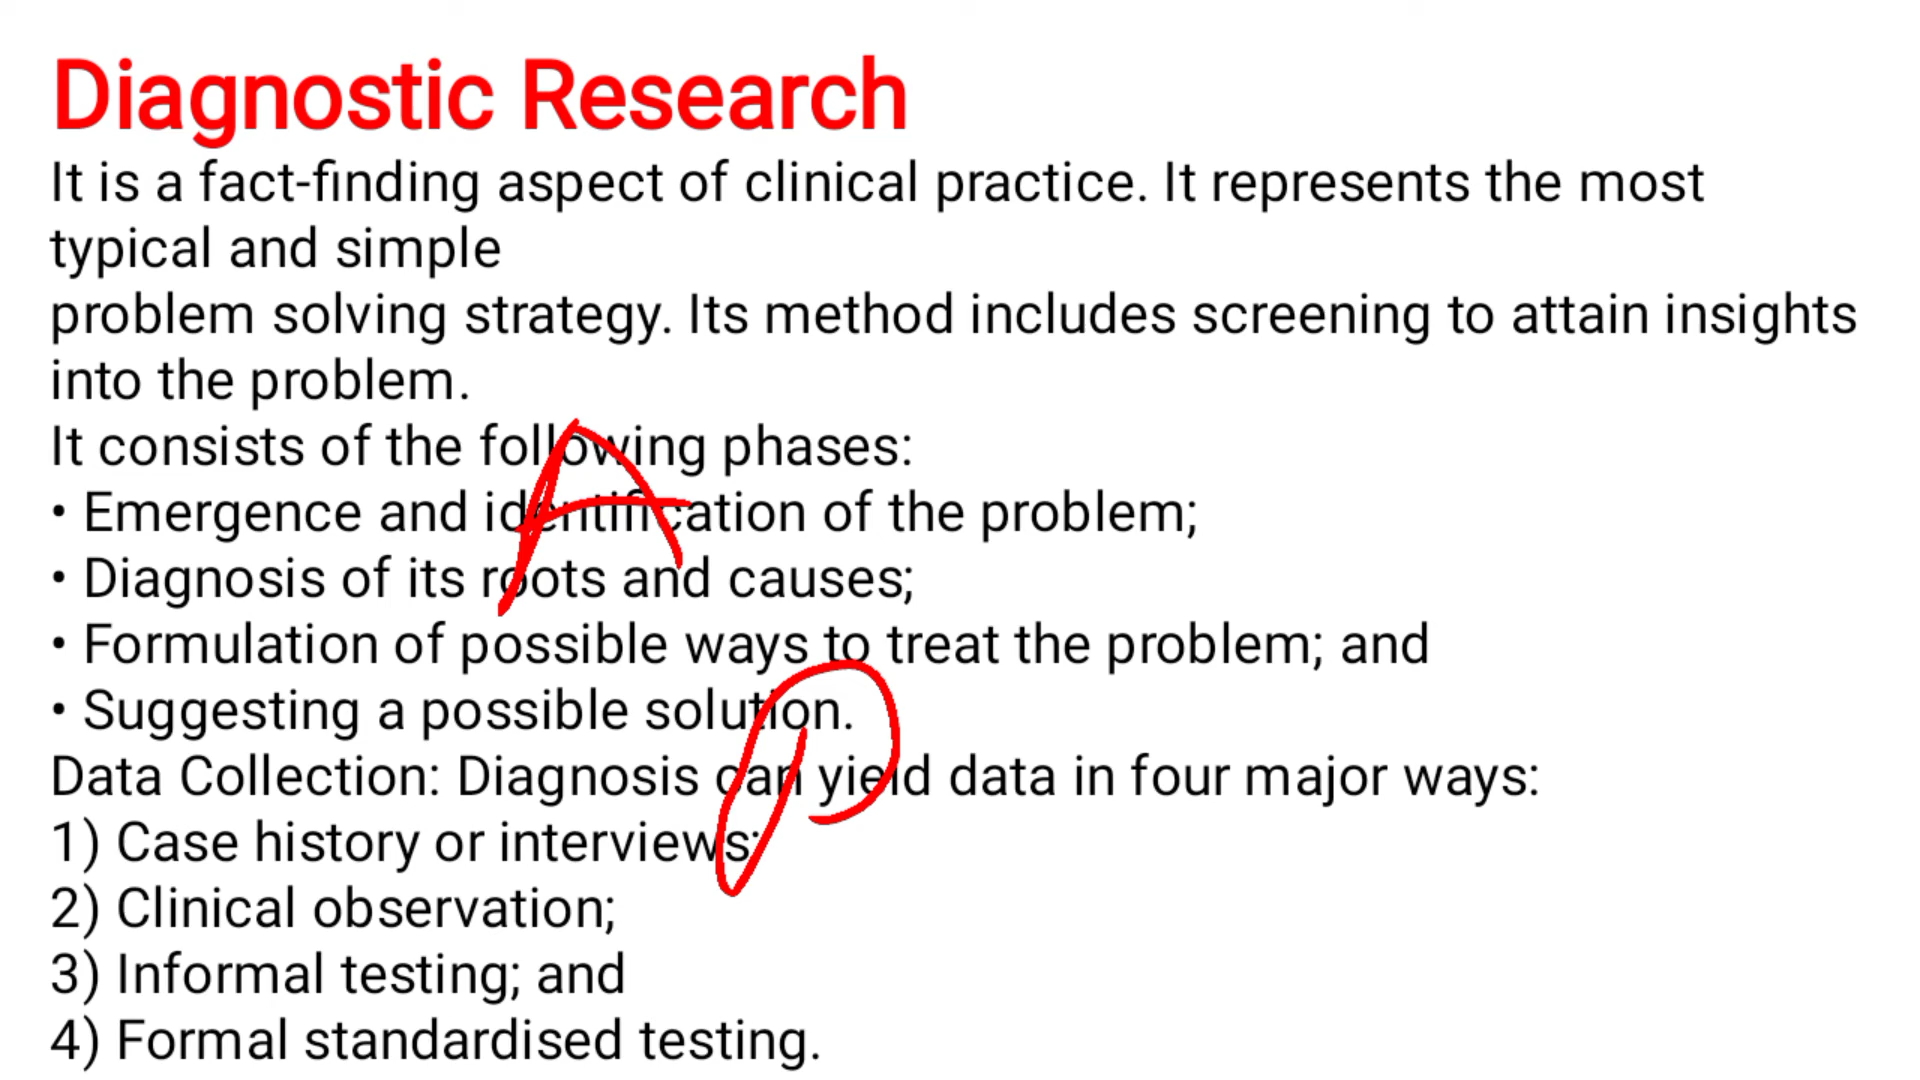 Diagnostic Research
It is a fact-finding aspect of clinical practice. It represents the most
typical and simple
problem solving strategy. Its method includes screening to attain insights
into the problem.
It consists of the following phases:
• Emergence and identification of the problem;
• Diagnosis of its roots and causes;
• Formulation of possible ways to treat the problem; and
• Suggesting a possible solution.
Data Collection: Diagnosis can yield data in four major ways:
1) Case history or interviews;
2) Clinical observation;
3) Informal testing; and
4) Formal standardised testing.
A